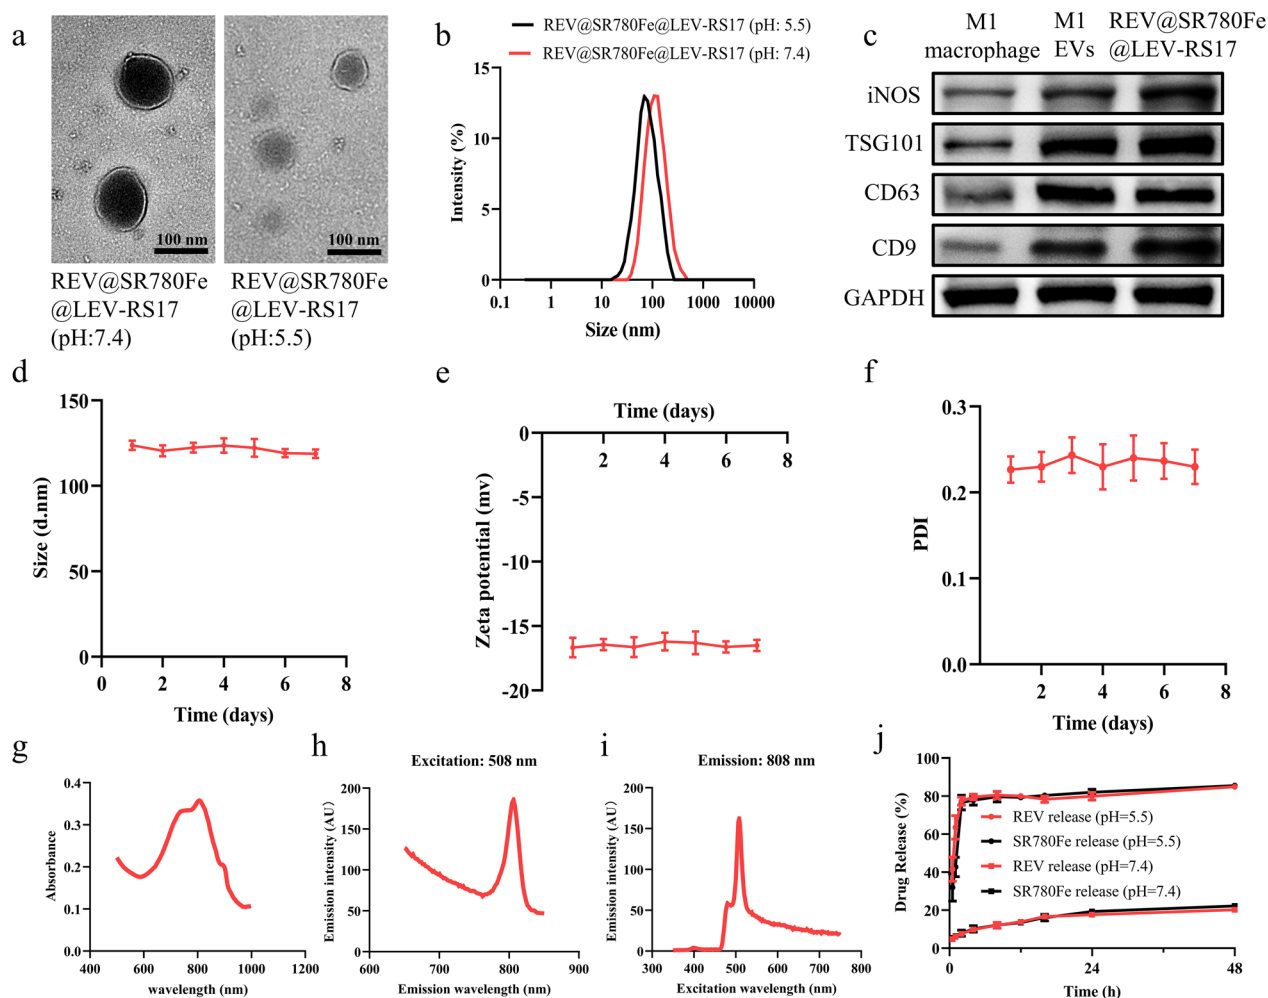 a
100 nm
100 nm
REV@SR780Fe
@LEV-RS17
(pH:7.4)
REV@SR780Fe
@LEV-RS17
(pH:5.5)
b
REV@SR780Fe@LEV-RS17 (pH: 5.5)
REV@SR780Fe@LEV-RS17 (pH: 7.4)
15
10
5
0
Intensity (%)
0.1
1
10
100
1000
10000
Size (nm)
c
M1
macrophage
M1
EVs
REV@SR780Fe
@LEV-RS17
iNOS
TSG101
CD63
CD9
GAPDH
d
150
100
50
0
Size (d.nm)
0
2
4
6
8
Time (days)
e
Time (days)
0
2
4
6
8
-5
-10
-15
-20
Zeta potential (mv)
f
0.3
0.2
0.1
0.0
PDI
2
4
6
8
Time (days)
g
0.4
0.3
0.2
0.1
0.0
Absorbance
400
600
800
1000
1200
wavelength (nm)
h
Excitation: 508 nm
200
150
100
50
0
Emission intensity (AU)
600
700
800
900
Emission wavelength (nm)
i
Emission: 808 nm
200
150
100
50
0
Emission intensity (AU)
300
400
500
600
700
800
Excitation wavelength (nm)
j
100
80
60
40
20
0
Drug Release (%)
REV release (pH=5.5)
SR780Fe release (pH=5.5)
REV release (pH=7.4)
SR780Fe release (pH=7.4)
0
24
48
Time (h)